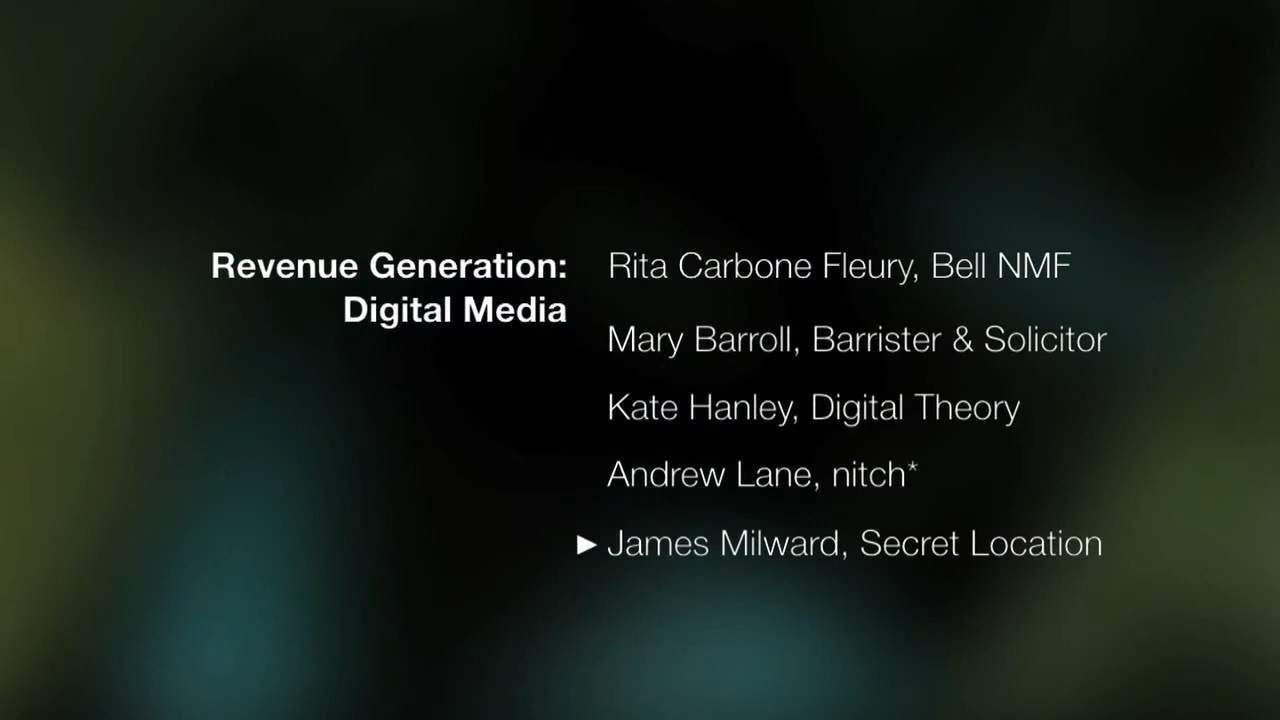 Revenue Generation:
Digital Media
Rita Carbone Fleury, Bell NMF
Mary Barroll, Barrister & Solicitor
Kate Hanley, Digital Theory
Andrew Lane, nitch*
► James Milward, Secret Location